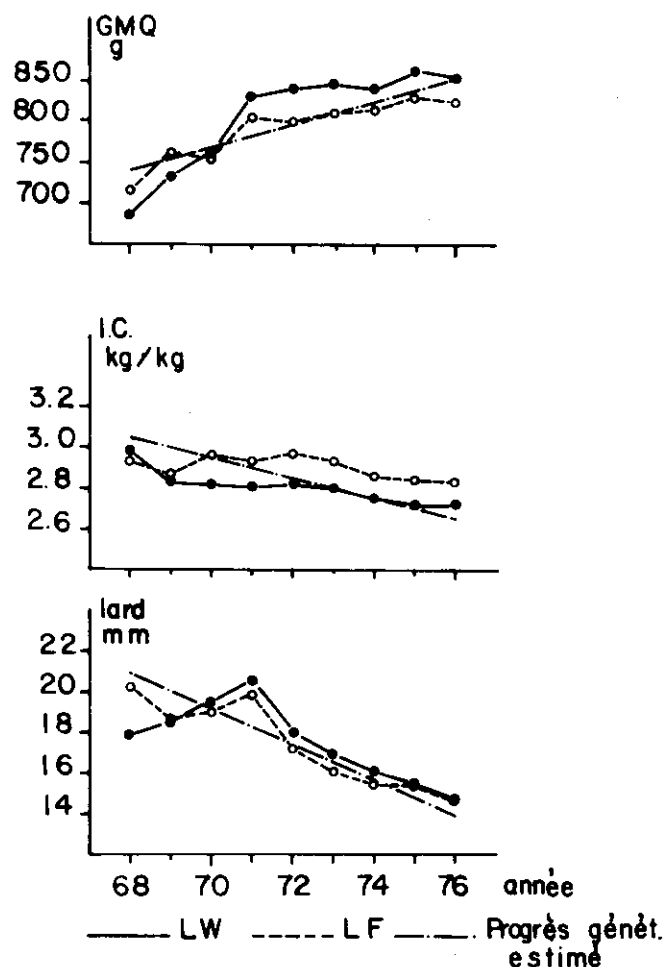 GMQ
g
850
800
750
700
I.C.
kg/kg
3.2
3.0
2.8
2.6
lard
mm
22
20
18
16
14
68 70 72 74 76 année
LW LF Progrès génét.
estimé